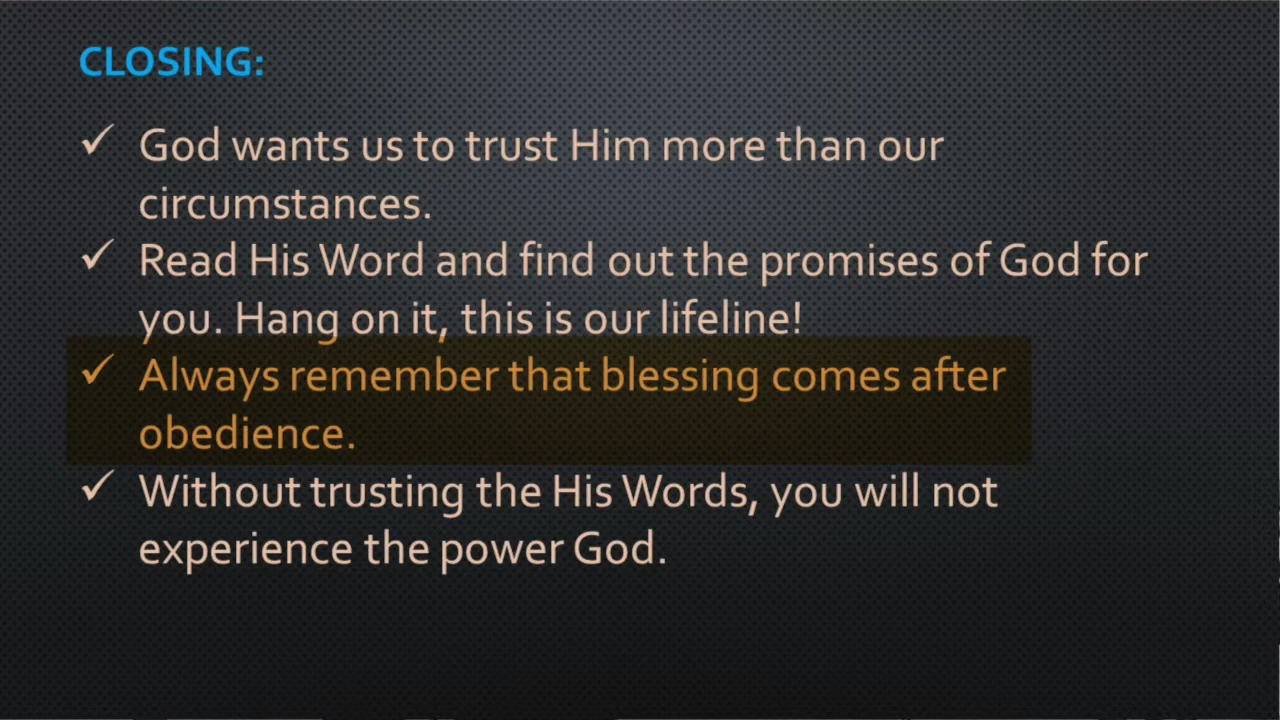 CLOSING:
✓ God wants us to trust Him more than our
circumstances.
✓ Read His Word and find out the promises of God for
you. Hang on it, this is our lifeline!
✓ Always remember that blessing comes after
obedience.
✓ Without trusting the His Words, you will not
experience the power God.